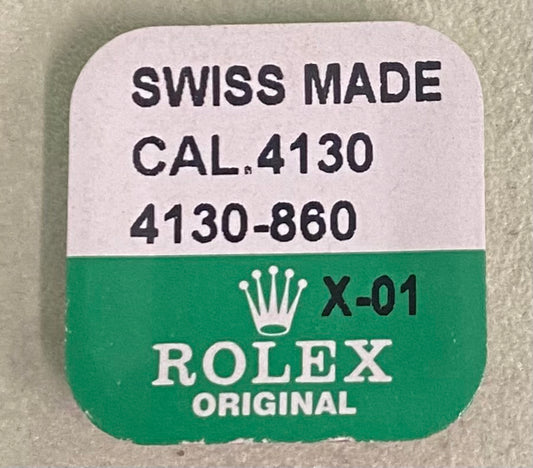 SWISS MADE
CAL.4130
4130-860
X-01
ROLEX
ORIGINAL